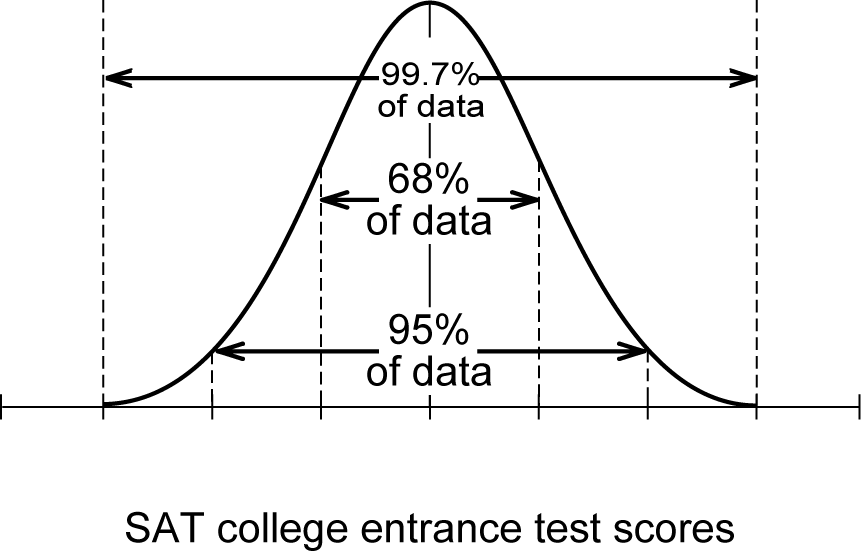 99.7%
of data
68%
of data
95%
of data
SAT college entrance test scores